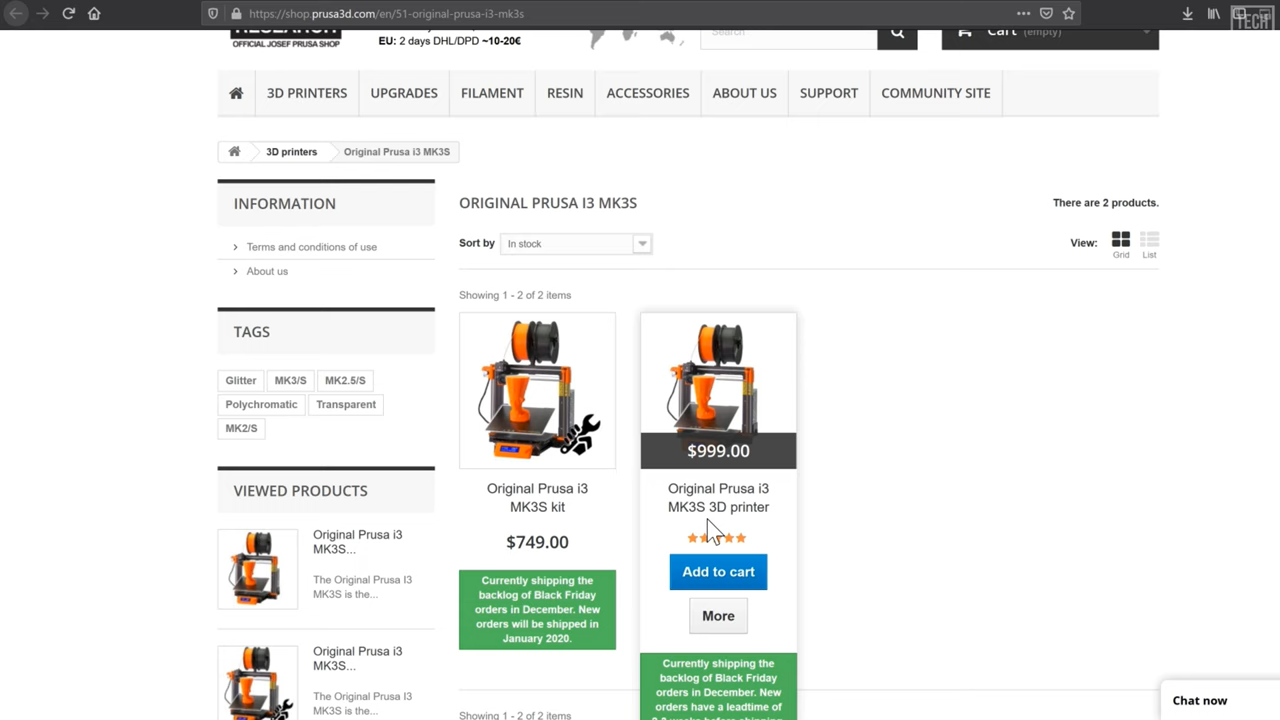 https://shop.prusa3d.com/en/51-original-prusa-i3-mk3s
TECH
OFFICIAL JOSEF PRUSA SHOP
EU: 2 days DHL/DPD ~10-20€
Search
Cart (empty)
3D PRINTERS UPGRADES FILAMENT RESIN ACCESSORIES ABOUT US SUPPORT COMMUNITY SITE
3D printers Original Prusa i3 MK3S
INFORMATION
Terms and conditions of use
About us
TAGS
Glitter MK3/S MK2.5/S
Polychromatic Transparent
MK2/S
VIEWED PRODUCTS
Original Prusa i3
MK3S...
The Original Prusa I3
MK3S is the...
Original Prusa i3
MK3S...
The Original Prusa I3
MK3S is the...
ORIGINAL PRUSA I3 MK3S
There are 2 products.
Sort by In stock
View:
Grid List
Showing 1 - 2 of 2 items
Original Prusa i3
MK3S kit
$749.00
Currently shipping the
backlog of Black Friday
orders in December. New
orders will be shipped in
January 2020.
$999.00
Original Prusa i3
MK3S 3D printer
Add to cart
More
Currently shipping the
backlog of Black Friday
orders in December. New
orders have a leadtime of
Showing 1 - 2 of 2 items
Chat now